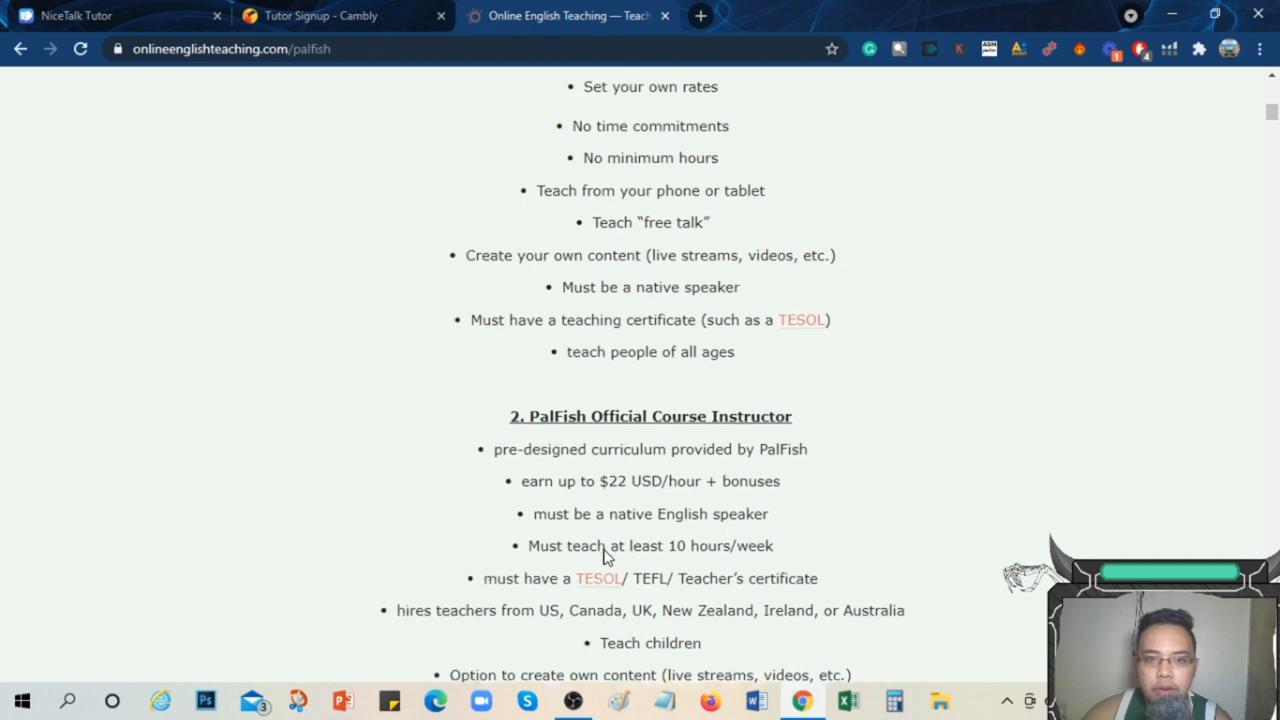 NiceTalk Tutor
Tutor Signup - Cambly
Online English Teaching — Teach
onlineenglishteaching.com/palfish
• Set your own rates
• No time commitments
• No minimum hours
• Teach from your phone or tablet
• Teach “free talk”
• Create your own content (live streams, videos, etc.)
• Must be a native speaker
• Must have a teaching certificate (such as a TESOL)
• teach people of all ages
2. PalFish Official Course Instructor
• pre-designed curriculum provided by PalFish
• earn up to $22 USD/hour + bonuses
• must be a native English speaker
• Must teach at least 10 hours/week
• must have a TESOL/ TEFL/ Teacher’s certificate
• hires teachers from US, Canada, UK, New Zealand, Ireland, or Australia
• Teach children
• Option to create own content (live streams, videos, etc.)